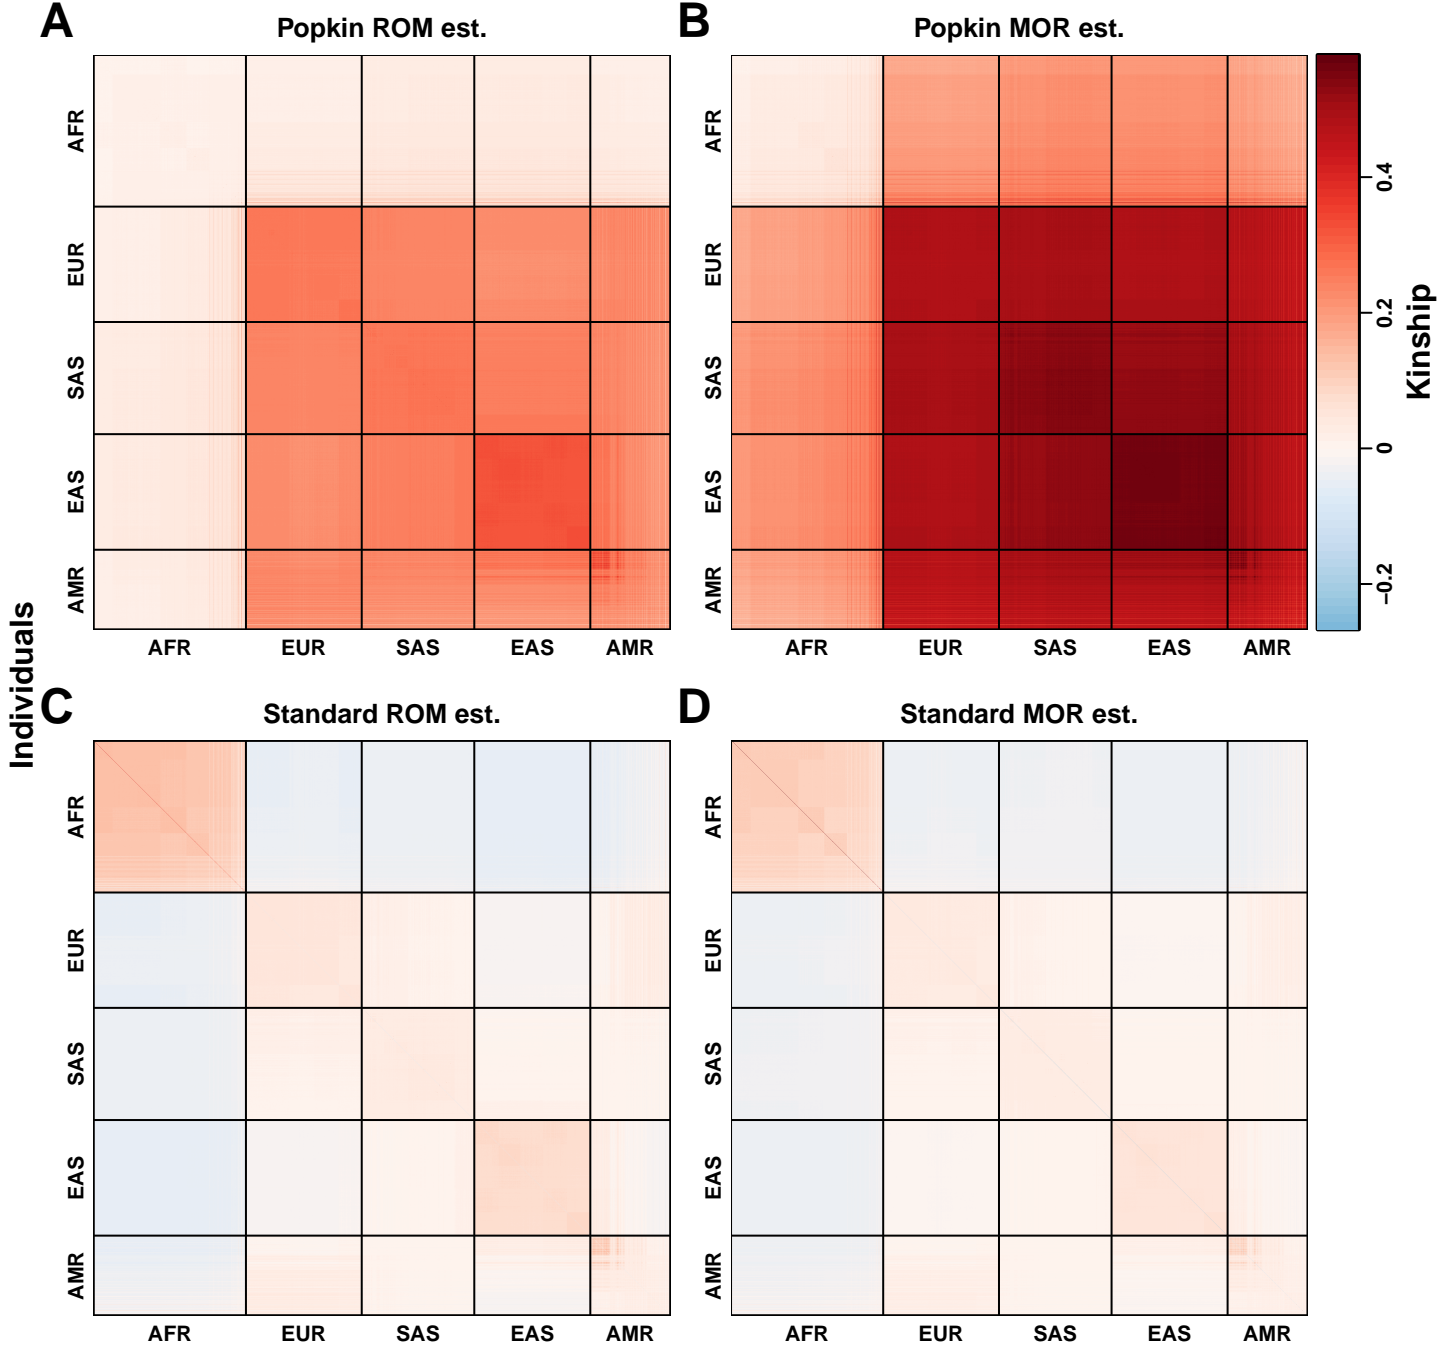 A
Popkin ROM est.
B
Popkin MOR est.
AFR
EUR
SAS
EAS
AMR
AFR EUR SAS EAS AMR
AFR
EUR
SAS
EAS
AMR
AFR EUR SAS EAS AMR
0.4
0.2
0
−0.2
Kinship
Individuals
C
Standard ROM est.
D
Standard MOR est.
AFR
EUR
SAS
EAS
AMR
AFR EUR SAS EAS AMR
AFR
EUR
SAS
EAS
AMR
AFR EUR SAS EAS AMR